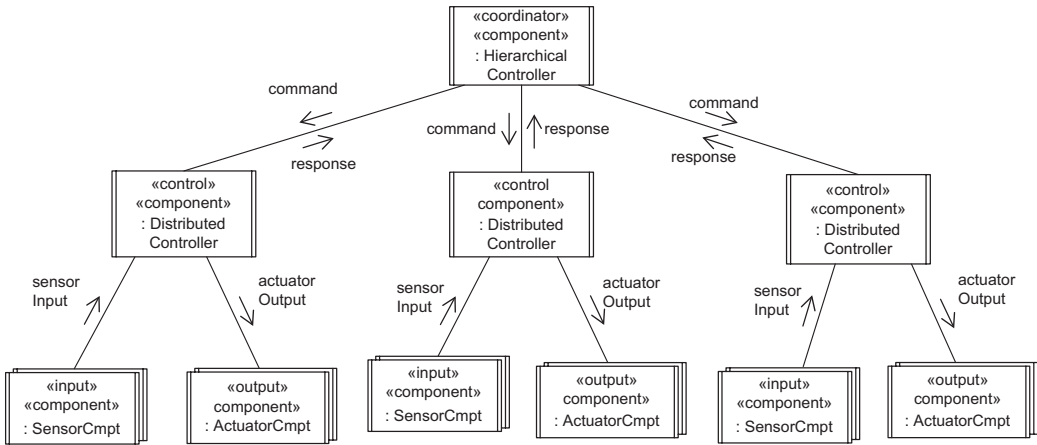 «coordinator»
«component»
: Hierarchical
Controller
command
response
command
response
command
response
«control»
«component»
: Distributed
Controller
«control
component»
: Distributed
Controller
«control»
«component»
: Distributed
Controller
sensor
Input
actuator
Output
sensor
Input
actuator
Output
sensor
Input
actuator
Output
«input»
«component»
: SensorCmpt
«output»
component»
: ActuatorCmpt
«input»
«component»
: SensorCmpt
«output»
component»
: ActuatorCmpt
«input»
«component»
: SensorCmpt
«output»
component»
: ActuatorCmpt